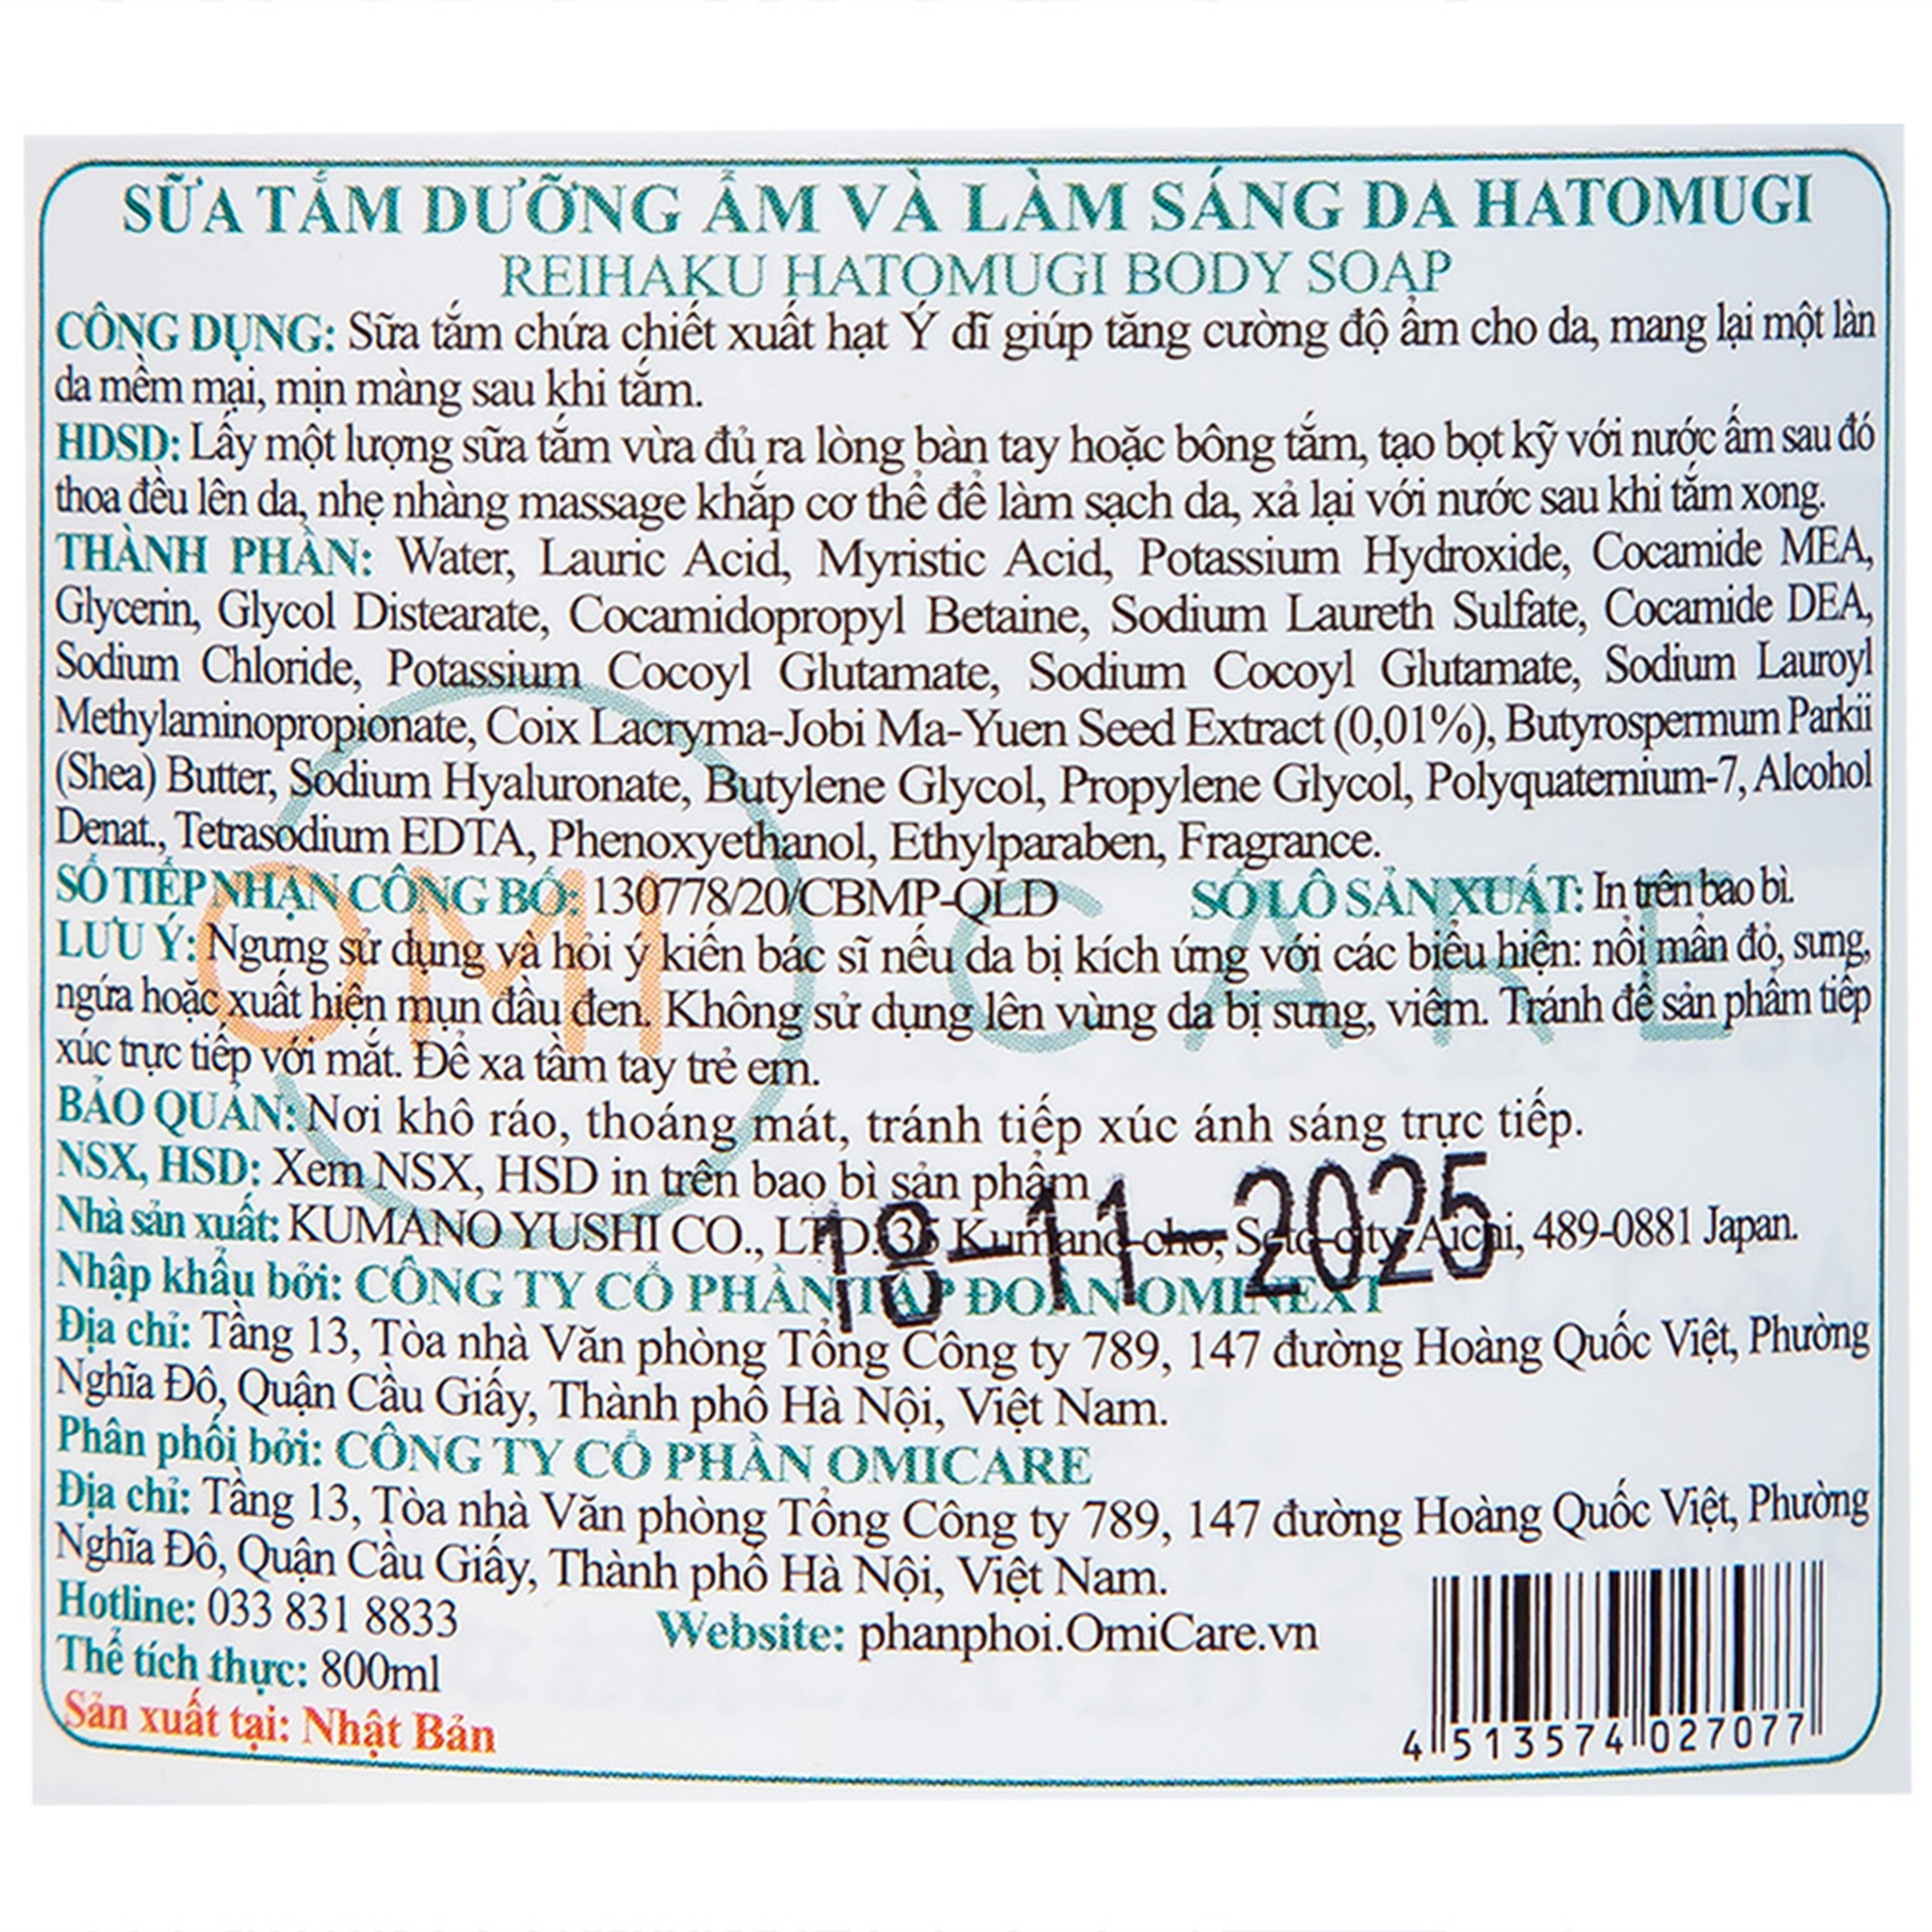 SỮA TẮM DƯỠNG ẨM VÀ LÀM SÁNG DA HATOMUGI
REIHAKU HATOMUGI BODY SOAP
CÔNG DỤNG: Sữa tắm chứa chiết xuất hạt Ý dĩ giúp tăng cường độ ẩm cho da, mang lại một làn
da mềm mại, mịn màng sau khi tắm.
HDSD: Lấy một lượng sữa tắm vừa đủ ra lòng bàn tay hoặc bông tắm, tạo bọt kỹ với nước ấm sau đó
thoa đều lên da, nhẹ nhàng massage khắp cơ thể để làm sạch da, xả lại với nước sau khi tắm xong.
THÀNH PHẦN: Water, Lauric Acid, Myristic Acid, Potassium Hydroxide, Cocamide MEA,
Glycerin, Glycol Distearate, Cocamidopropyl Betaine, Sodium Laureth Sulfate, Cocamide DEA,
Sodium Chloride, Potassium Cocoyl Glutamate, Sodium Cocoyl Glutamate, Sodium Lauroyl
Methylaminopropionate, Coix Lacryma-Jobi Ma-Yuen Seed Extract (0,01%), Butyrospermum Parkii
(Shea) Butter, Sodium Hyaluronate, Butylene Glycol, Propylene Glycol, Polyquaternium-7, Alcohol
Denat., Tetrasodium EDTA, Phenoxyethanol, Ethylparaben, Fragrance.
SỐ TIẾP NHẬN CÔNG BỐ: 130778/20/CBMP-QLD SỐ LÔ SẢN XUẤT: In trên bao bì.
OMI CARE
LƯU Ý: Ngưng sử dụng và hỏi ý kiến bác sĩ nếu da bị kích ứng với các biểu hiện: nổi mẩn đỏ, sưng,
ngứa hoặc xuất hiện mụn đầu đen. Không sử dụng lên vùng da bị sưng, viêm. Tránh để sản phẩm tiếp
xúc trực tiếp với mắt. Để xa tầm tay trẻ em.
BẢO QUẢN: Nơi khô ráo, thoáng mát, tránh tiếp xúc ánh sáng trực tiếp.
NSX, HSD: Xem NSX, HSD in trên bao bì sản phẩm
18-11-2025
Nhà sản xuất: KUMANO YUSHI CO., LTD. 35 Kumano-cho, Seto-city, Aichi, 489-0881 Japan.
Nhập khẩu bởi: CÔNG TY CỔ PHẦN TẬP ĐOÀN OMINEXT
Địa chỉ: Tầng 13, Tòa nhà Văn phòng Tổng Công ty 789, 147 đường Hoàng Quốc Việt, Phường
Nghĩa Đô, Quận Cầu Giấy, Thành phố Hà Nội, Việt Nam.
Phân phối bởi: CÔNG TY CỔ PHẦN OMICARE
Địa chỉ: Tầng 13, Tòa nhà Văn phòng Tổng Công ty 789, 147 đường Hoàng Quốc Việt, Phường
Nghĩa Đô, Quận Cầu Giấy, Thành phố Hà Nội, Việt Nam.
Hotline: 033 831 8833 Website: phanphoi.OmiCare.vn
Thể tích thực: 800ml
Sản xuất tại: Nhật Bản
4 513574 027077